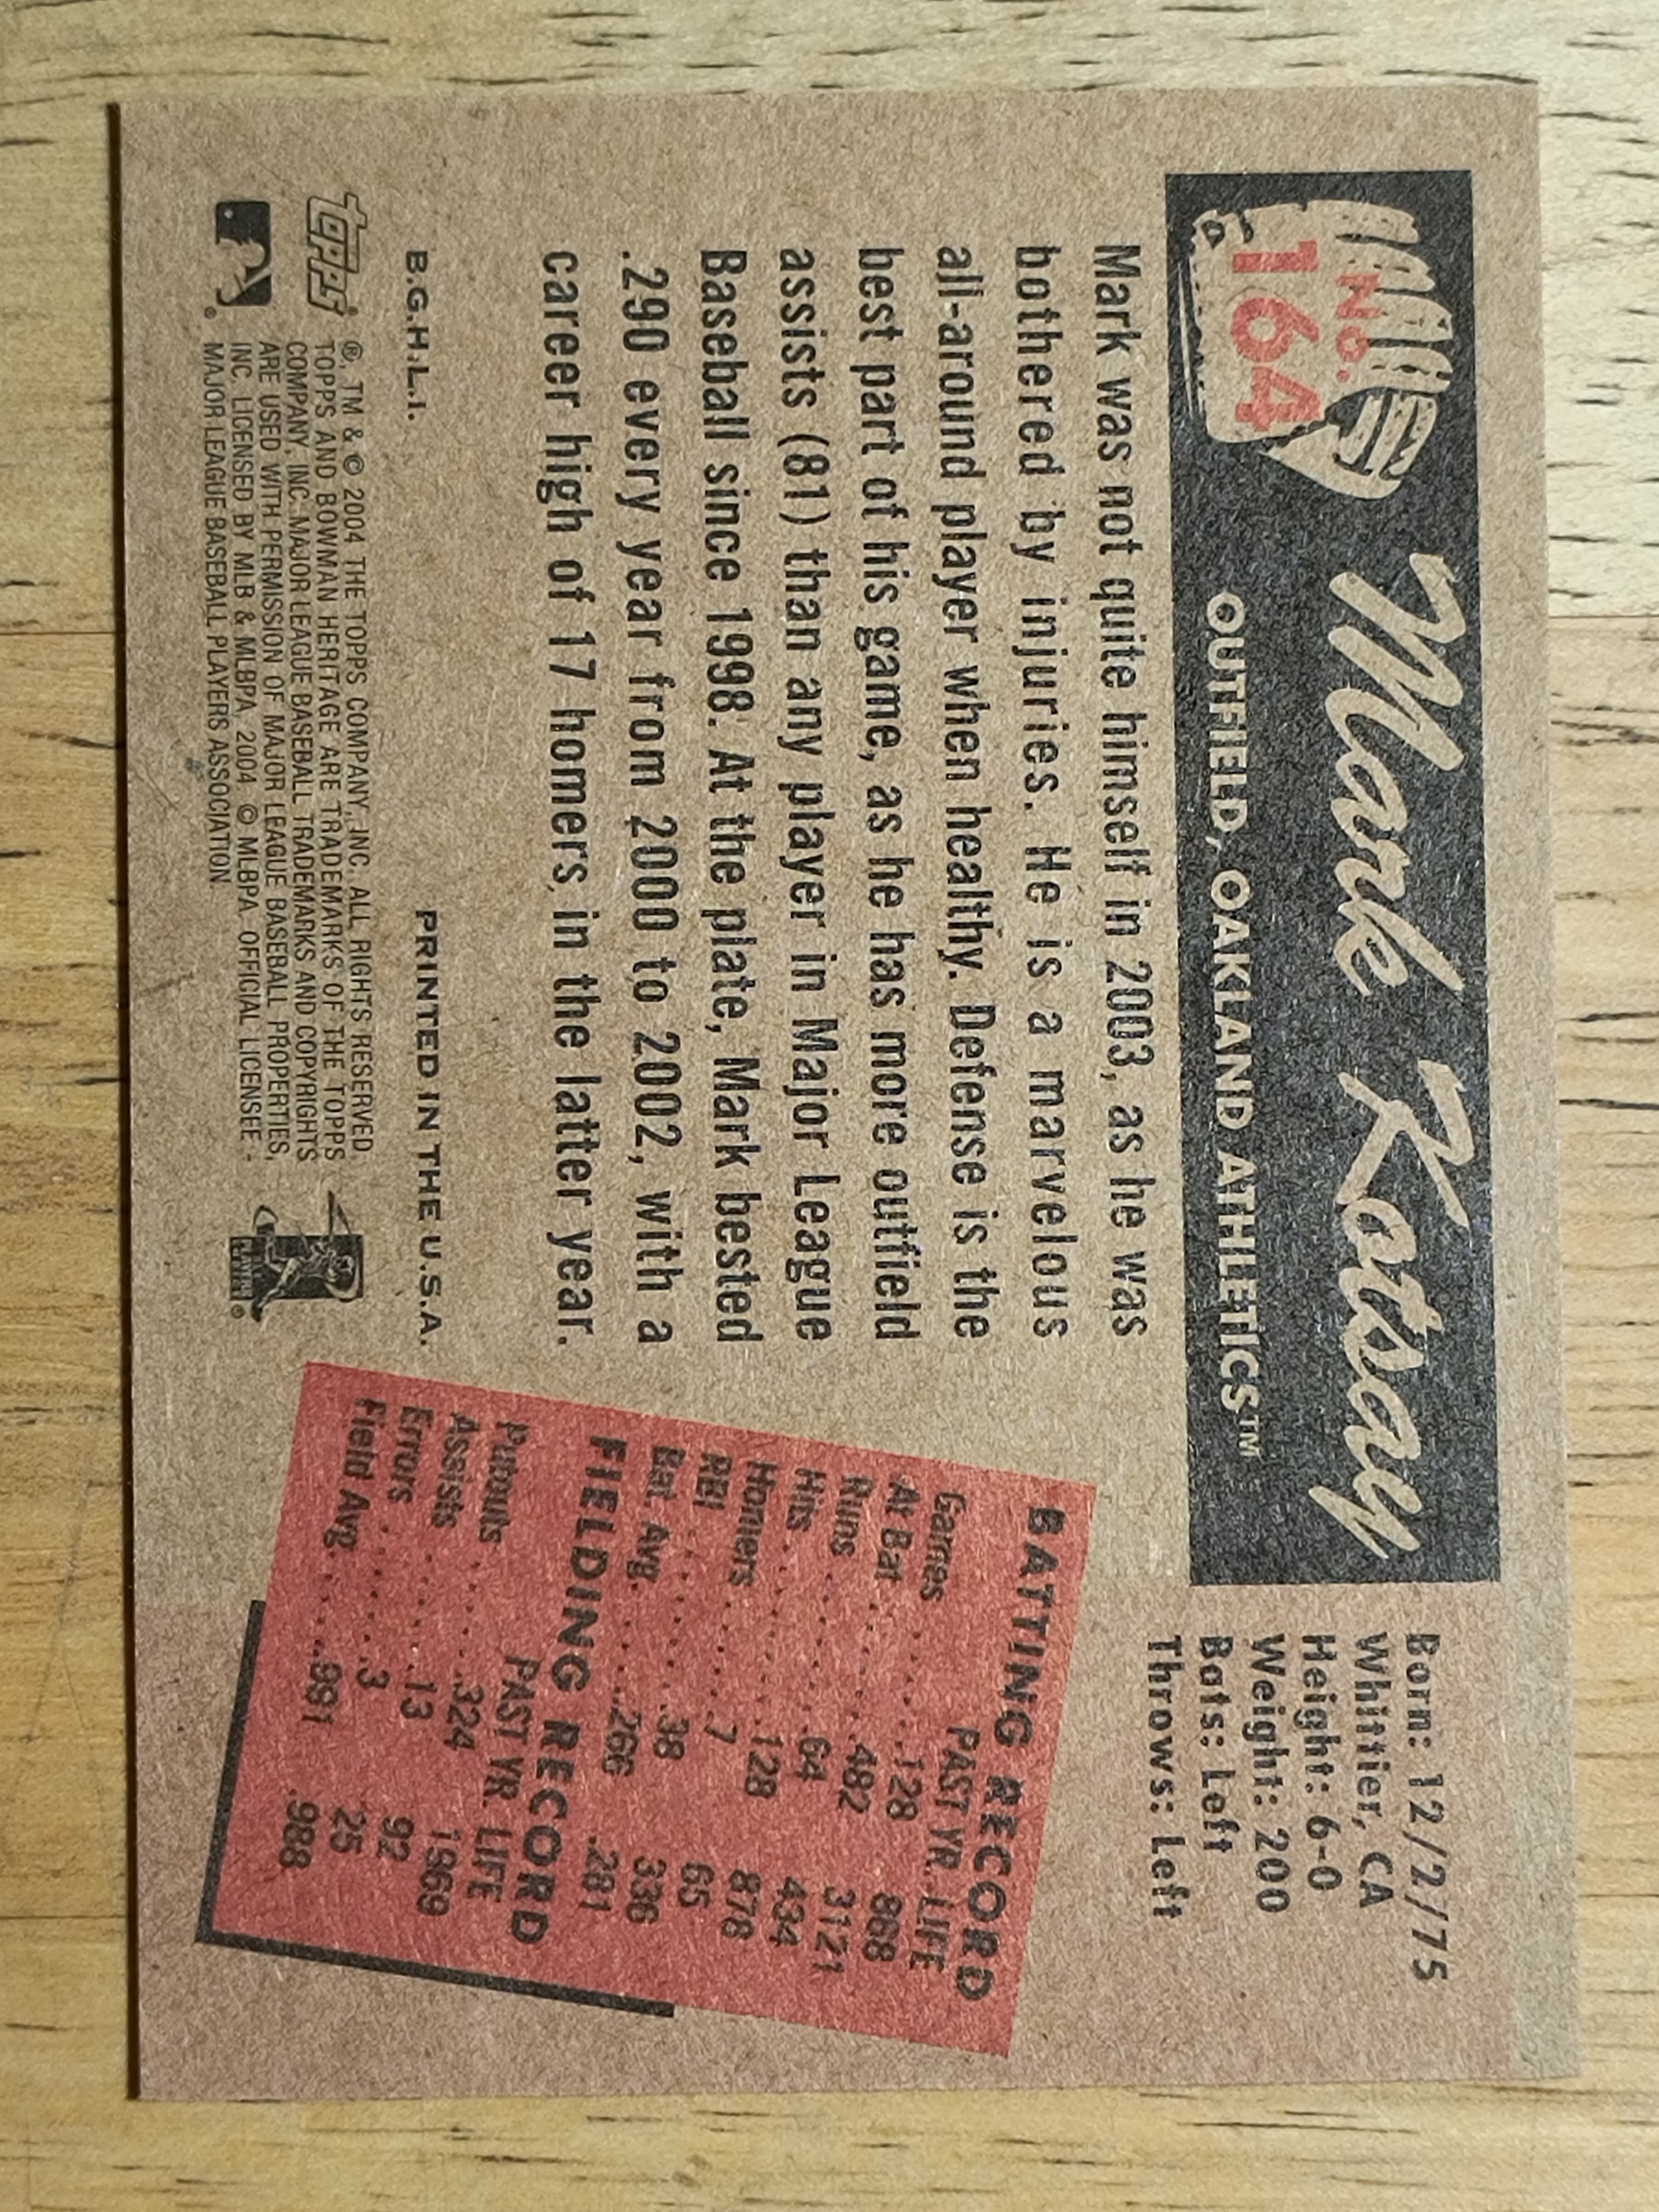 No.
164
Mark Kotsay
OUTFIELD, OAKLAND ATHLETICS™
Born: 12/2/75
Whittier, CA
Height: 6-0
Weight: 200
Bats: Left
Throws: Left
Mark was not quite himself in 2003, as he was
bothered by injuries. He is a marvelous
all-around player when healthy. Defense is the
best part of his game, as he has more outfield
assists (81) than any player in Major League
Baseball since 1998. At the plate, Mark bested
.290 every year from 2000 to 2002, with a
career high of 17 homers in the latter year.
BATTING RECORD
PAST YR. LIFE
Games . . . . . .128 868
At Bat . . . . . .482 3121
Runs . . . . . . .64 434
Hits . . . . . . .128 878
Homers . . . . . .7 65
RBI . . . . . . .38 336
Bat. Avg. . . . .266 .281
FIELDING RECORD
PAST YR. LIFE
Putouts . . . . .324 1969
Assists . . . . .13 92
Errors . . . . . .3 25
Field Avg. . . . .991 .988
B.G.H.L.I. PRINTED IN THE U.S.A.
topps®
®, TM & © 2004 THE TOPPS COMPANY, INC. ALL RIGHTS RESERVED.
TOPPS AND BOWMAN HERITAGE ARE TRADEMARKS OF THE TOPPS
COMPANY, INC. MAJOR LEAGUE BASEBALL TRADEMARKS AND COPYRIGHTS
ARE USED WITH PERMISSION OF MAJOR LEAGUE BASEBALL PROPERTIES,
INC. LICENSED BY MLB & MLBPA, 2004. © MLBPA. OFFICIAL LICENSEE -
MAJOR LEAGUE BASEBALL PLAYERS ASSOCIATION.